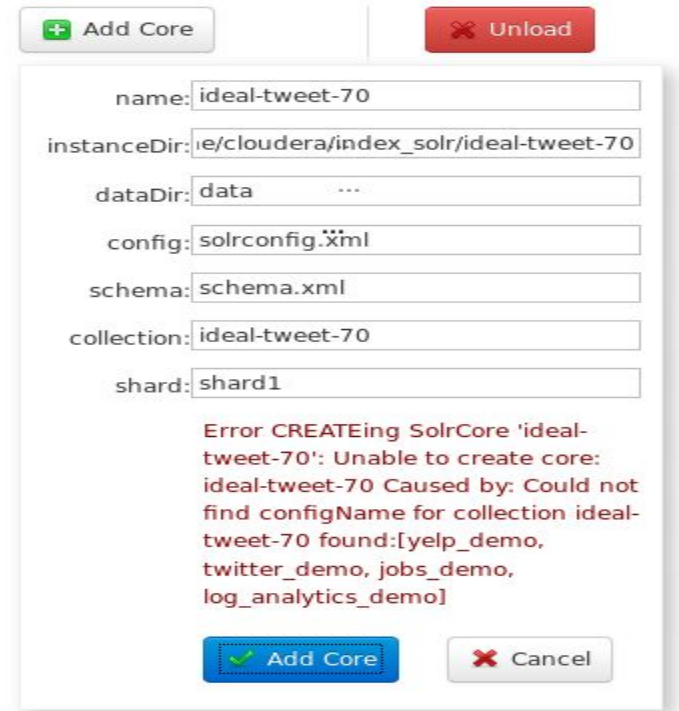 Add Core
Unload
name: ideal-tweet-70
instanceDir: e/cloudera/index_solr/ideal-tweet-70
dataDir: data ...
config: solrconfig.xml
schema: schema.xml
collection: ideal-tweet-70
shard: shard1
Error CREATEing SolrCore 'ideal-
tweet-70': Unable to create core:
ideal-tweet-70 Caused by: Could not
find configName for collection ideal-
tweet-70 found:[yelp_demo,
twitter_demo, jobs_demo,
log_analytics_demo]
Add Core
Cancel